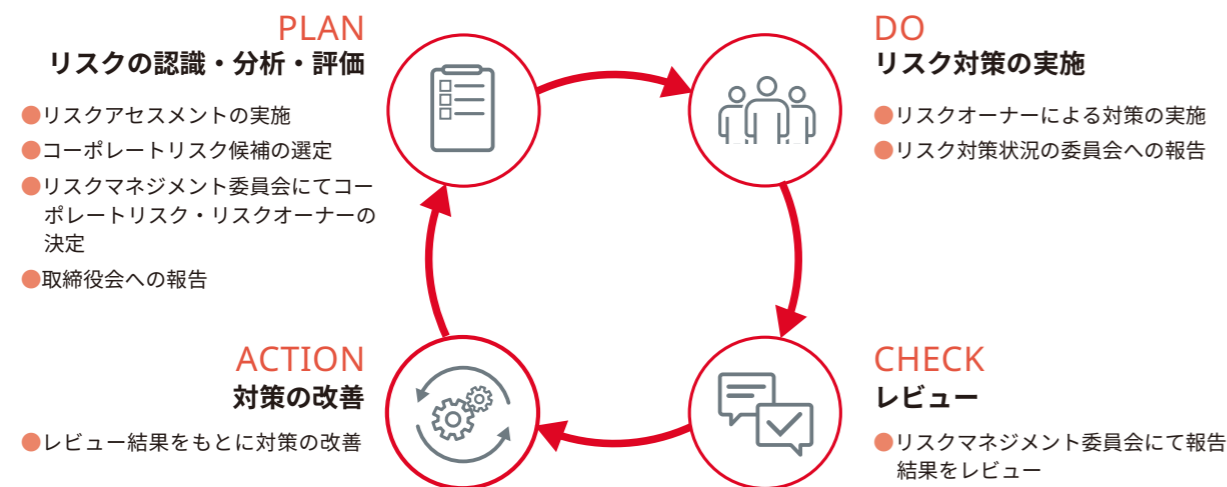 PLAN
リスクの認識・分析・評価
●リスクアセスメントの実施
●コーポレートリスク候補の選定
●リスクマネジメント委員会にてコー
ポレートリスク・リスクオーナーの
決定
●取締役会への報告
DO
リスク対策の実施
●リスクオーナーによる対策の実施
●リスク対策状況の委員会への報告
ACTION
対策の改善
●レビュー結果をもとに対策の改善
CHECK
レビュー
●リスクマネジメント委員会にて報告
結果をレビュー